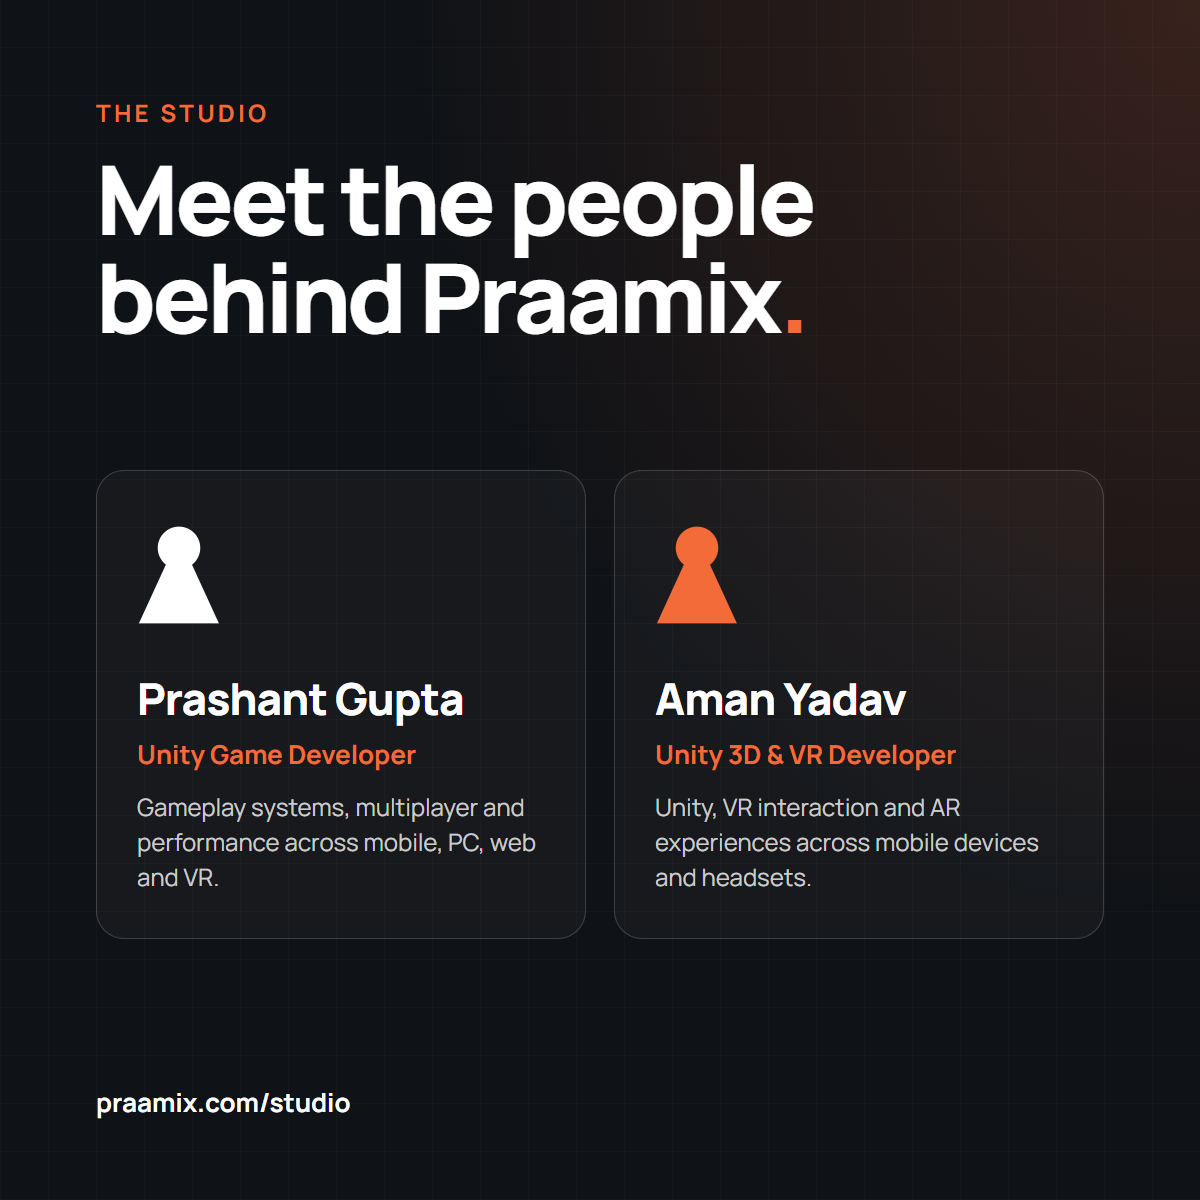 THE STUDIO
Meet the people
behind Praamix.
Prashant Gupta
Unity Game Developer
Gameplay systems, multiplayer and
performance across mobile, PC, web
and VR.
Aman Yadav
Unity 3D & VR Developer
Unity, VR interaction and AR
experiences across mobile devices
and headsets.
praamix.com/studio